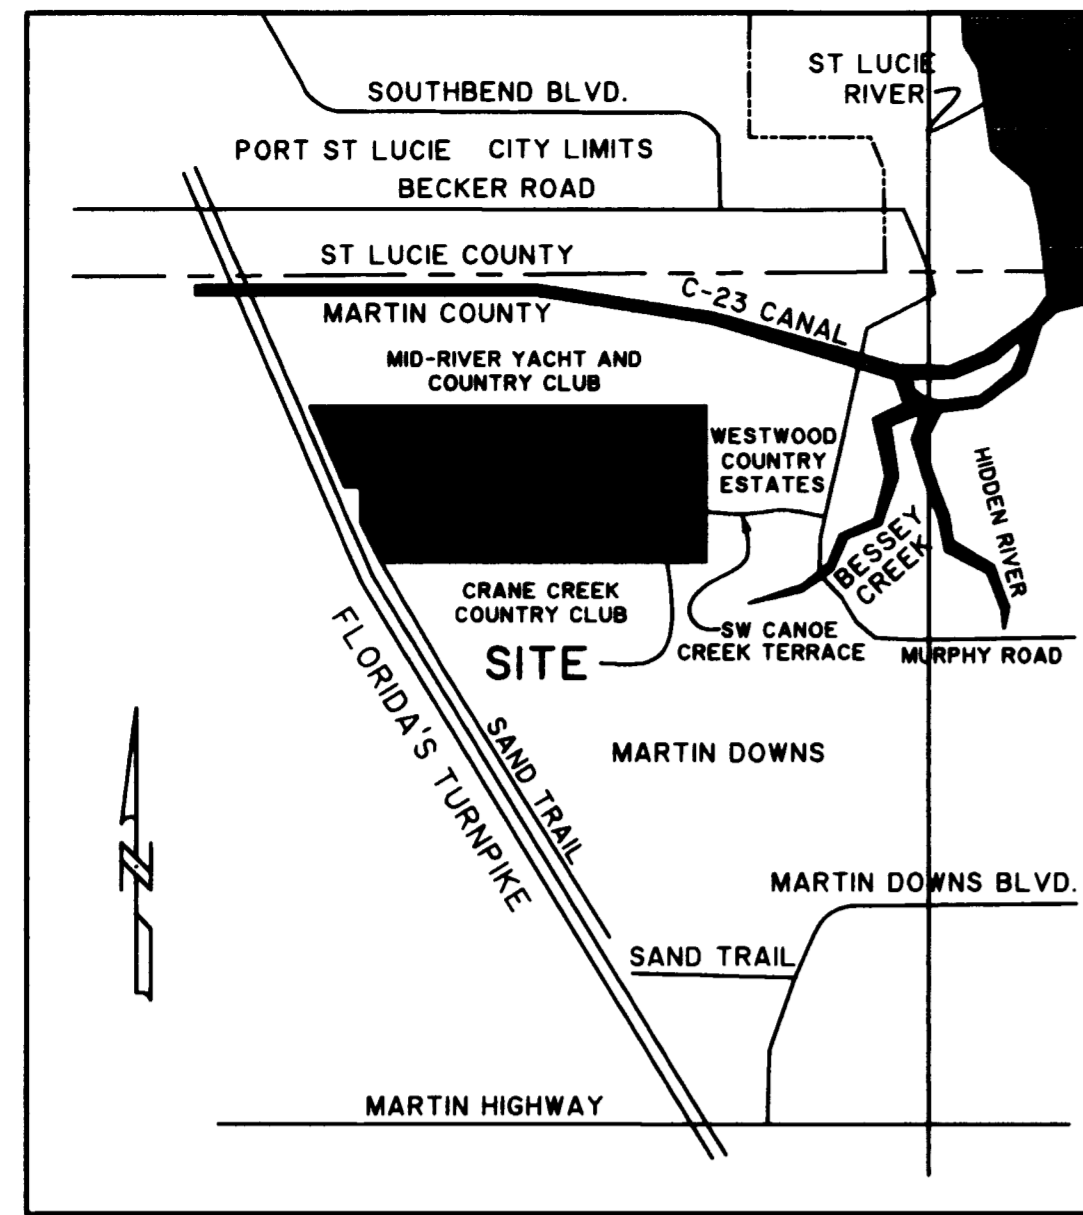 ST LUCIE
RIVER
SOUTHBEND BLVD.
PORT ST LUCIE CITY LIMITS
BECKER ROAD
ST LUCIE COUNTY
C-23 CANAL
MARTIN COUNTY
MID-RIVER YACHT AND
COUNTRY CLUB
WESTWOOD
COUNTRY
ESTATES
HIDDEN RIVER
BESSEY
CREEK
CRANE CREEK
COUNTRY CLUB
SW CANOE
CREEK TERRACE
MURPHY ROAD
SITE
FLORIDA'S TURNPIKE
SAND TRAIL
MARTIN DOWNS
N
MARTIN DOWNS BLVD.
SAND TRAIL
MARTIN HIGHWAY